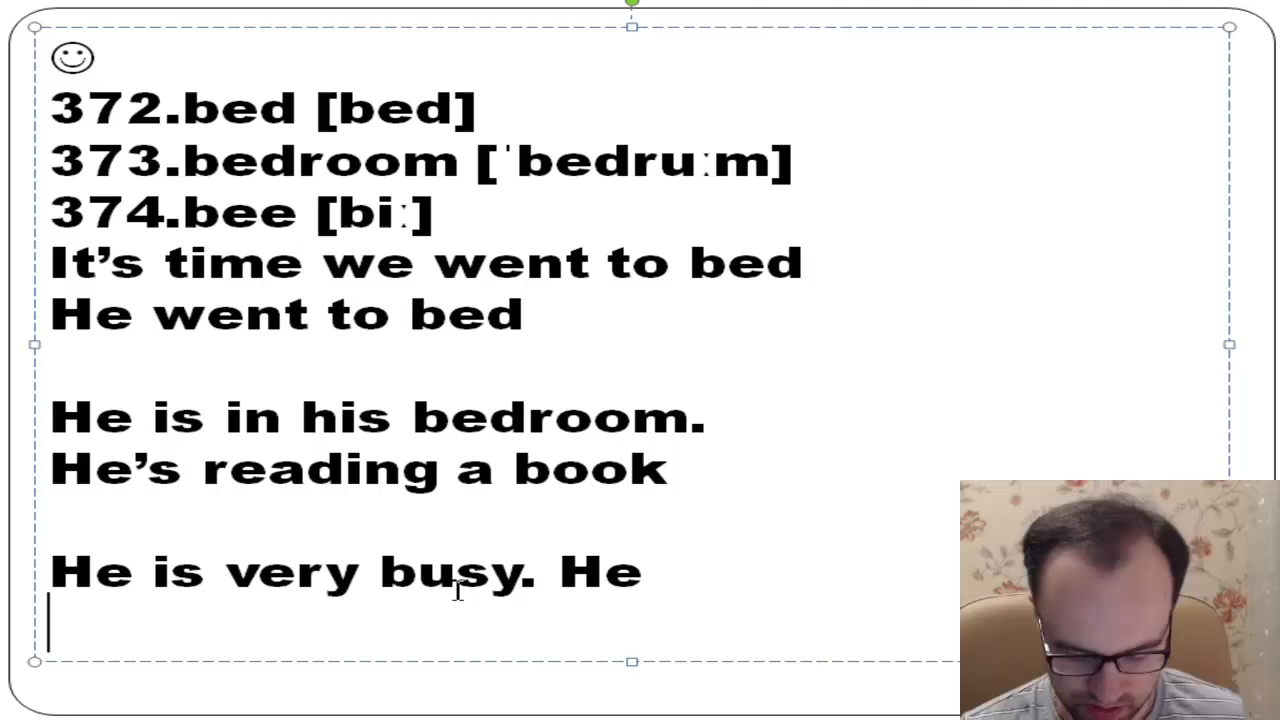 ☺
372.bed [bed]
373.bedroom [ˈbedruːm]
374.bee [biː]
It’s time we went to bed
He went to bed
He is in his bedroom.
He’s reading a book
He is very busy. He